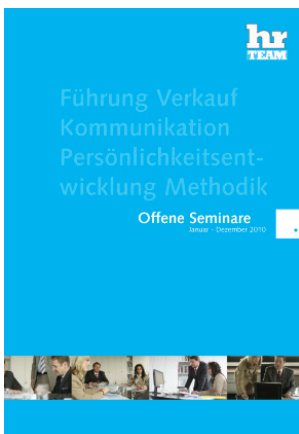 hr
TEAM
Führung Verkauf
Kommunikation
Persönlichkeitsent-
wicklung Methodik
Offene Seminare
Januar - Dezember 2010